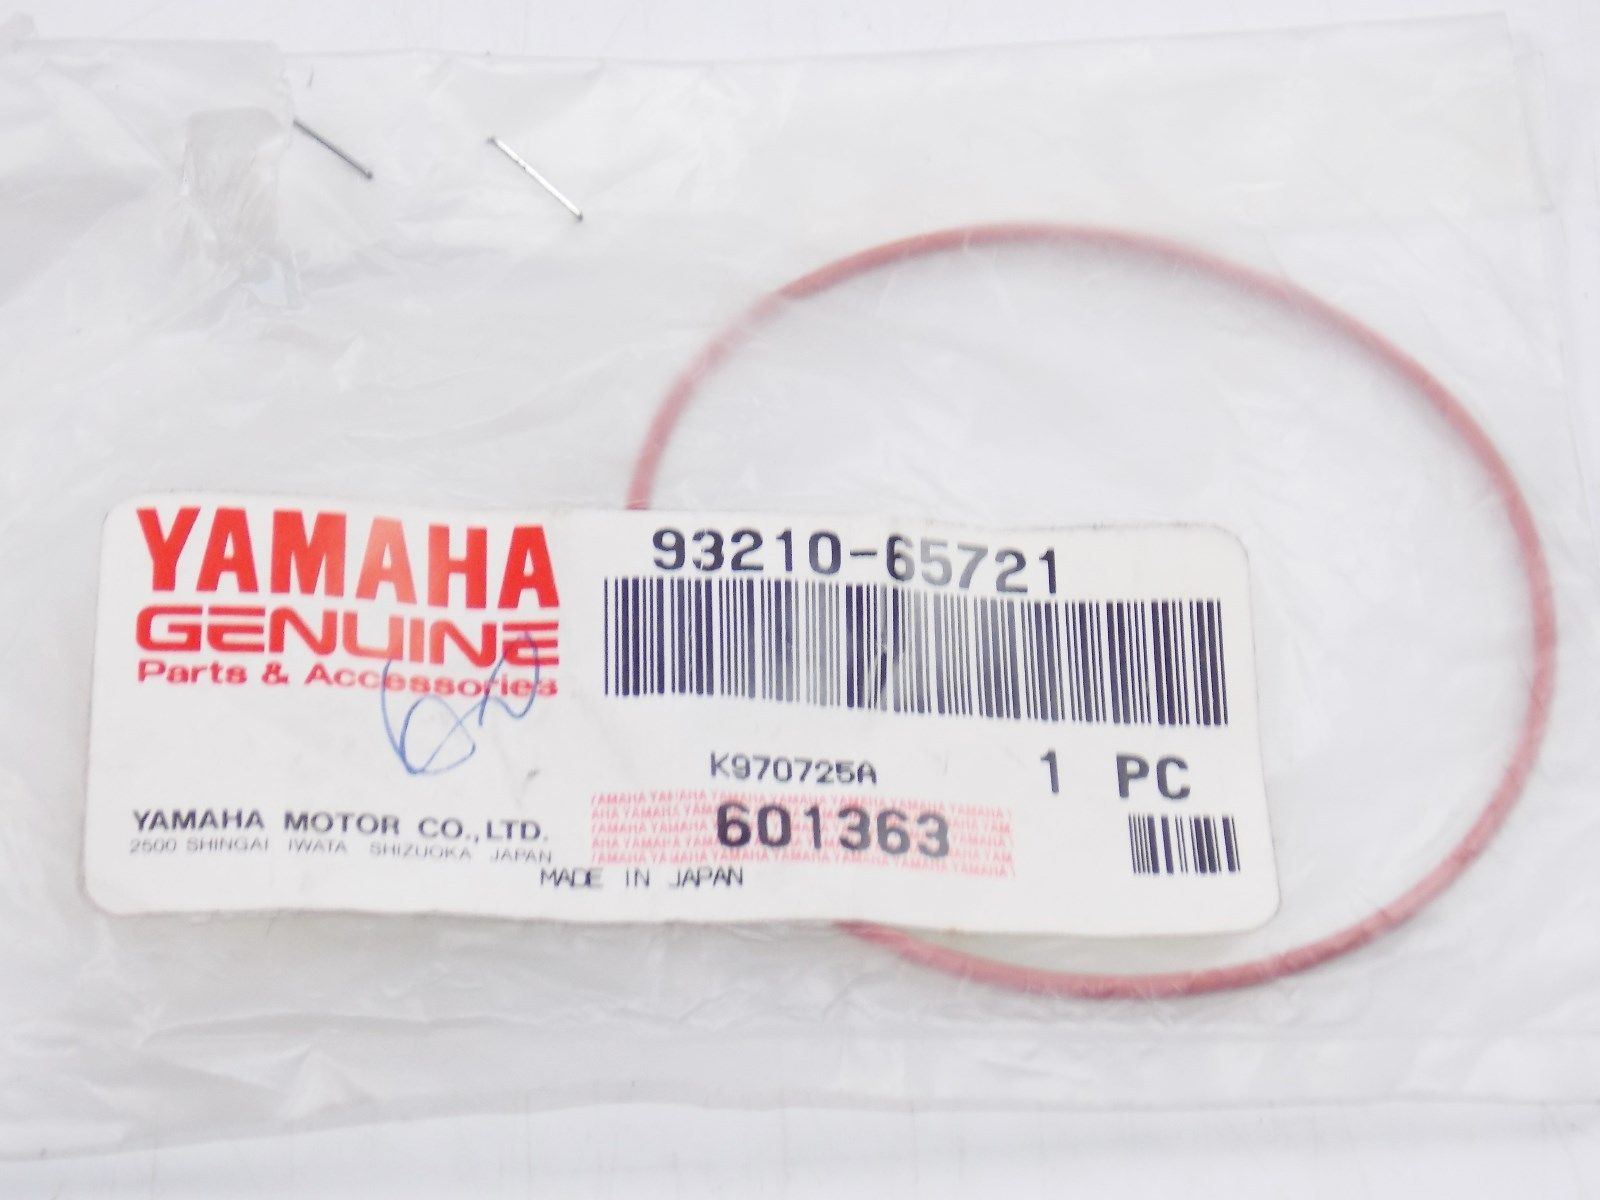 YAMAHA
GENUINE
Parts & Accessories
93210-65721
K970725A
1 PC
601363
YAMAHA MOTOR CO., LTD.
2500 SHINGAI IWATA SHIZUOKA JAPAN
MADE IN JAPAN